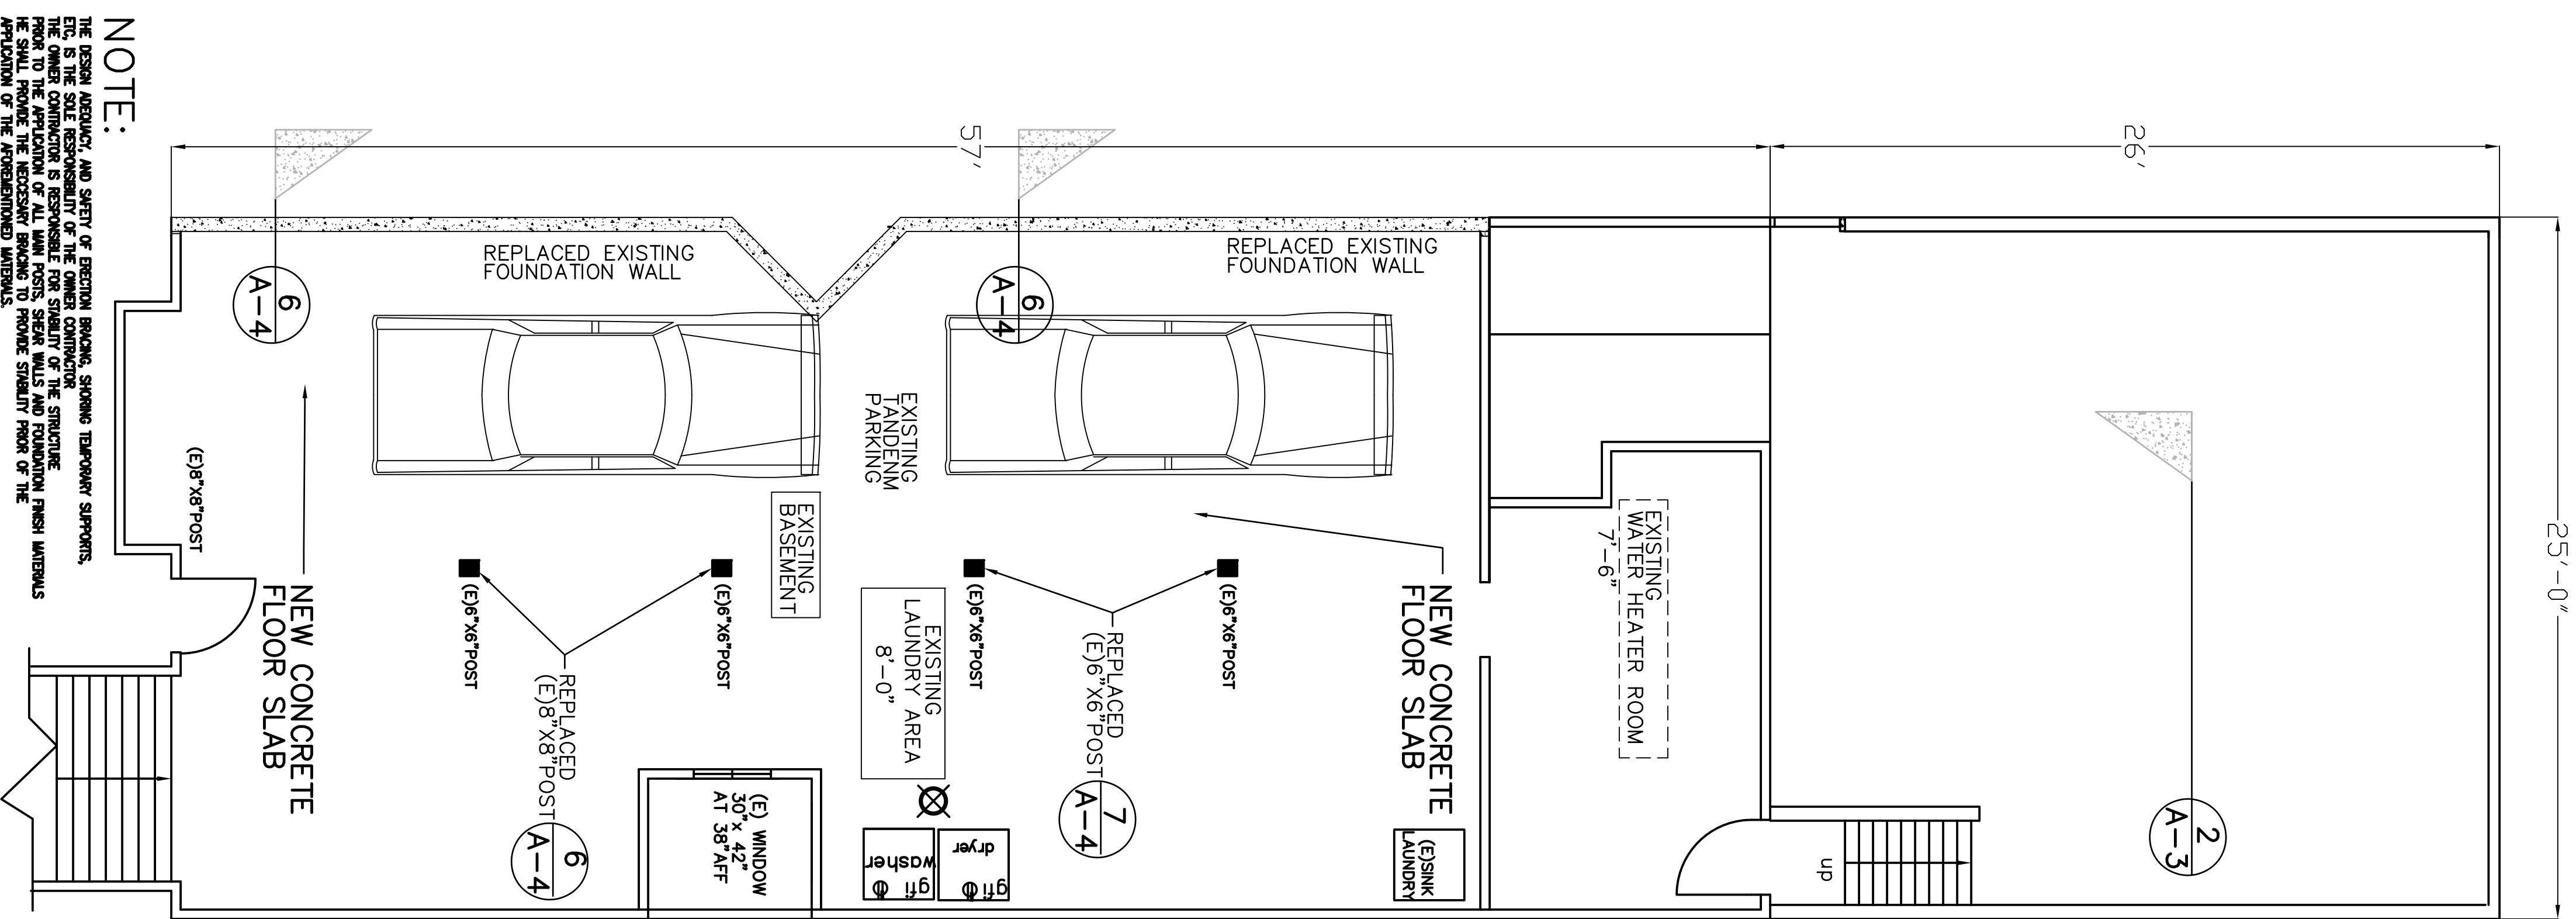 NOTE:
THE DESIGN ADEQUACY, AND SAFETY OF ERECTION BRACING, SHORING TEMPORARY SUPPORTS,
ETC, IS THE SOLE RESPONSIBILITY OF THE OWNER CONTRACTOR
THE OWNER CONTRACTOR IS RESPONSIBLE FOR STABILITY OF THE STRUCTURE
PRIOR TO THE APPLICATION OF ALL MAIN POSTS, SHEAR WALLS AND FOUNDATION FINISH MATERIALS
HE SHALL PROVIDE THE NECCESARY BRACING TO PROVIDE STABILITY PRIOR OF THE
APPLICATION OF THE AFOREMENTIONED MATERIALS.
57'
26'
25'-0"
REPLACED EXISTING
FOUNDATION WALL
REPLACED EXISTING
FOUNDATION WALL
6
A-4
6
A-4
EXISTING
TANDENM
PARKING
(E)8"X8"POST
EXISTING
BASEMENT
EXISTING
WATER HEATER ROOM
7'-6"
(E)6"X6"POST
(E)6"X6"POST
(E)6"X6"POST
(E)6"X6"POST
NEW CONCRETE
FLOOR SLAB
NEW CONCRETE
FLOOR SLAB
EXISTING
LAUNDRY AREA
8'-0"
REPLACED
(E)8"X8"POST
REPLACED
(E)6"X6"POST
6
A-4
7
A-4
2
A-3
(E) WINDOW
30" x 42"
AT 38"AFF
washer
gfi
dryer
gfi
(E)SINK
LAUNDRY
up